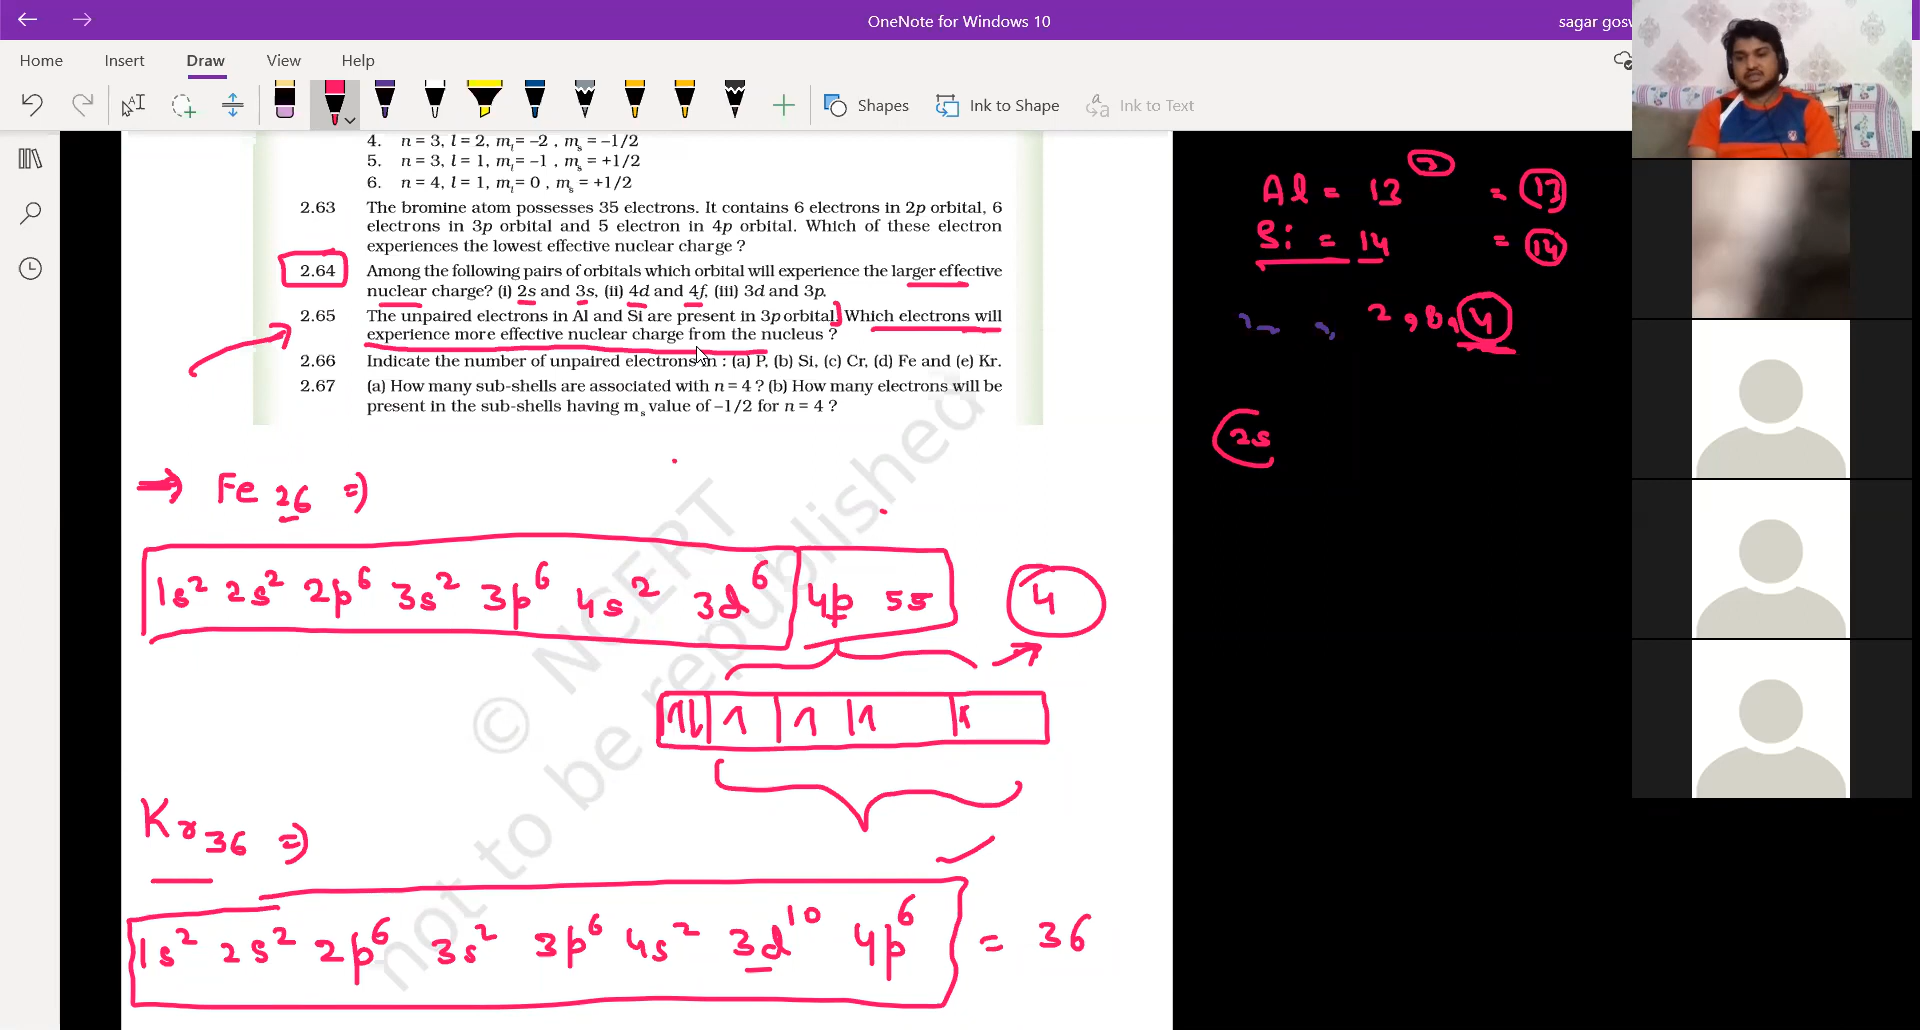 OneNote for Windows 10
sagar gosw
Home Insert Draw View Help
Shapes Ink to Shape Ink to Text
4. n = 3, l = 2, mₗ = –2 , mₛ = –1/2
5. n = 3, l = 1, mₗ = –1 , mₛ = +1/2
6. n = 4, l = 1, mₗ = 0 , mₛ = +1/2
2.63 The bromine atom possesses 35 electrons. It contains 6 electrons in 2p orbital, 6
electrons in 3p orbital and 5 electron in 4p orbital. Which of these electron
experiences the lowest effective nuclear charge ?
2.64 Among the following pairs of orbitals which orbital will experience the larger effective
nuclear charge? (i) 2s and 3s, (ii) 4d and 4f, (iii) 3d and 3p.
2.65 The unpaired electrons in Al and Si are present in 3p orbital. Which electrons will
experience more effective nuclear charge from the nucleus ?
2.66 Indicate the number of unpaired electrons in : (a) P, (b) Si, (c) Cr, (d) Fe and (e) Kr.
2.67 (a) How many sub-shells are associated with n = 4 ? (b) How many electrons will be
present in the sub-shells having mₛ value of –1/2 for n = 4 ?
© NCERT
not to be republished
Fe 26 =>
1s² 2s² 2p⁶ 3s² 3p⁶ 4s² 3d⁶ 4p 5s
4
Kr 36 =>
1s² 2s² 2p⁶ 3s² 3p⁶ 4s² 3d¹⁰ 4p⁶ = 36
Al = 13 = 13
Si = 14 = 14
2, 8, 4
2s